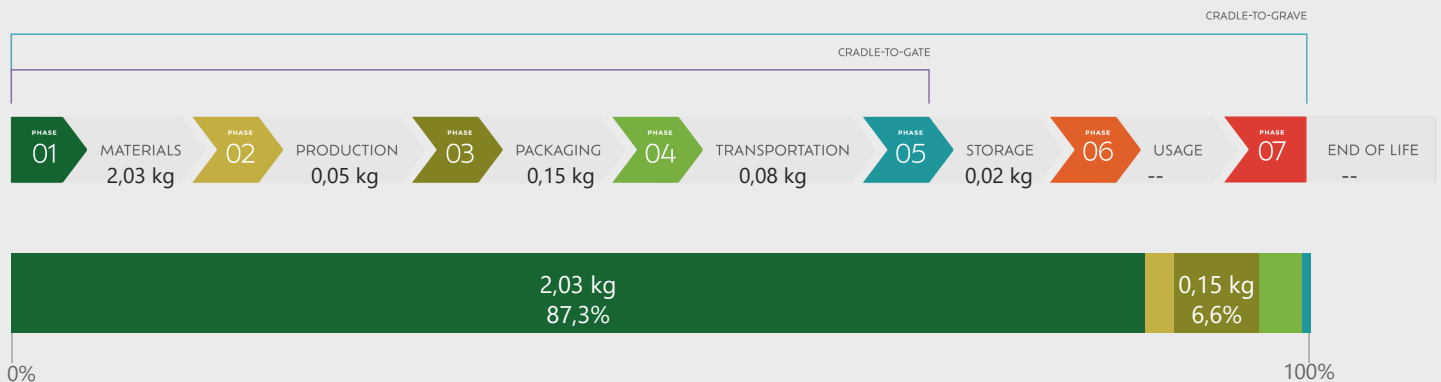 CRADLE-TO-GRAVE
CRADLE-TO-GATE
PHASE
01
MATERIALS
2,03 kg
PHASE
02
PRODUCTION
0,05 kg
PHASE
03
PACKAGING
0,15 kg
PHASE
04
TRANSPORTATION
0,08 kg
PHASE
05
STORAGE
0,02 kg
PHASE
06
USAGE
--
PHASE
07
END OF LIFE
--
2,03 kg
87,3%
0,15 kg
6,6%
0%
100%